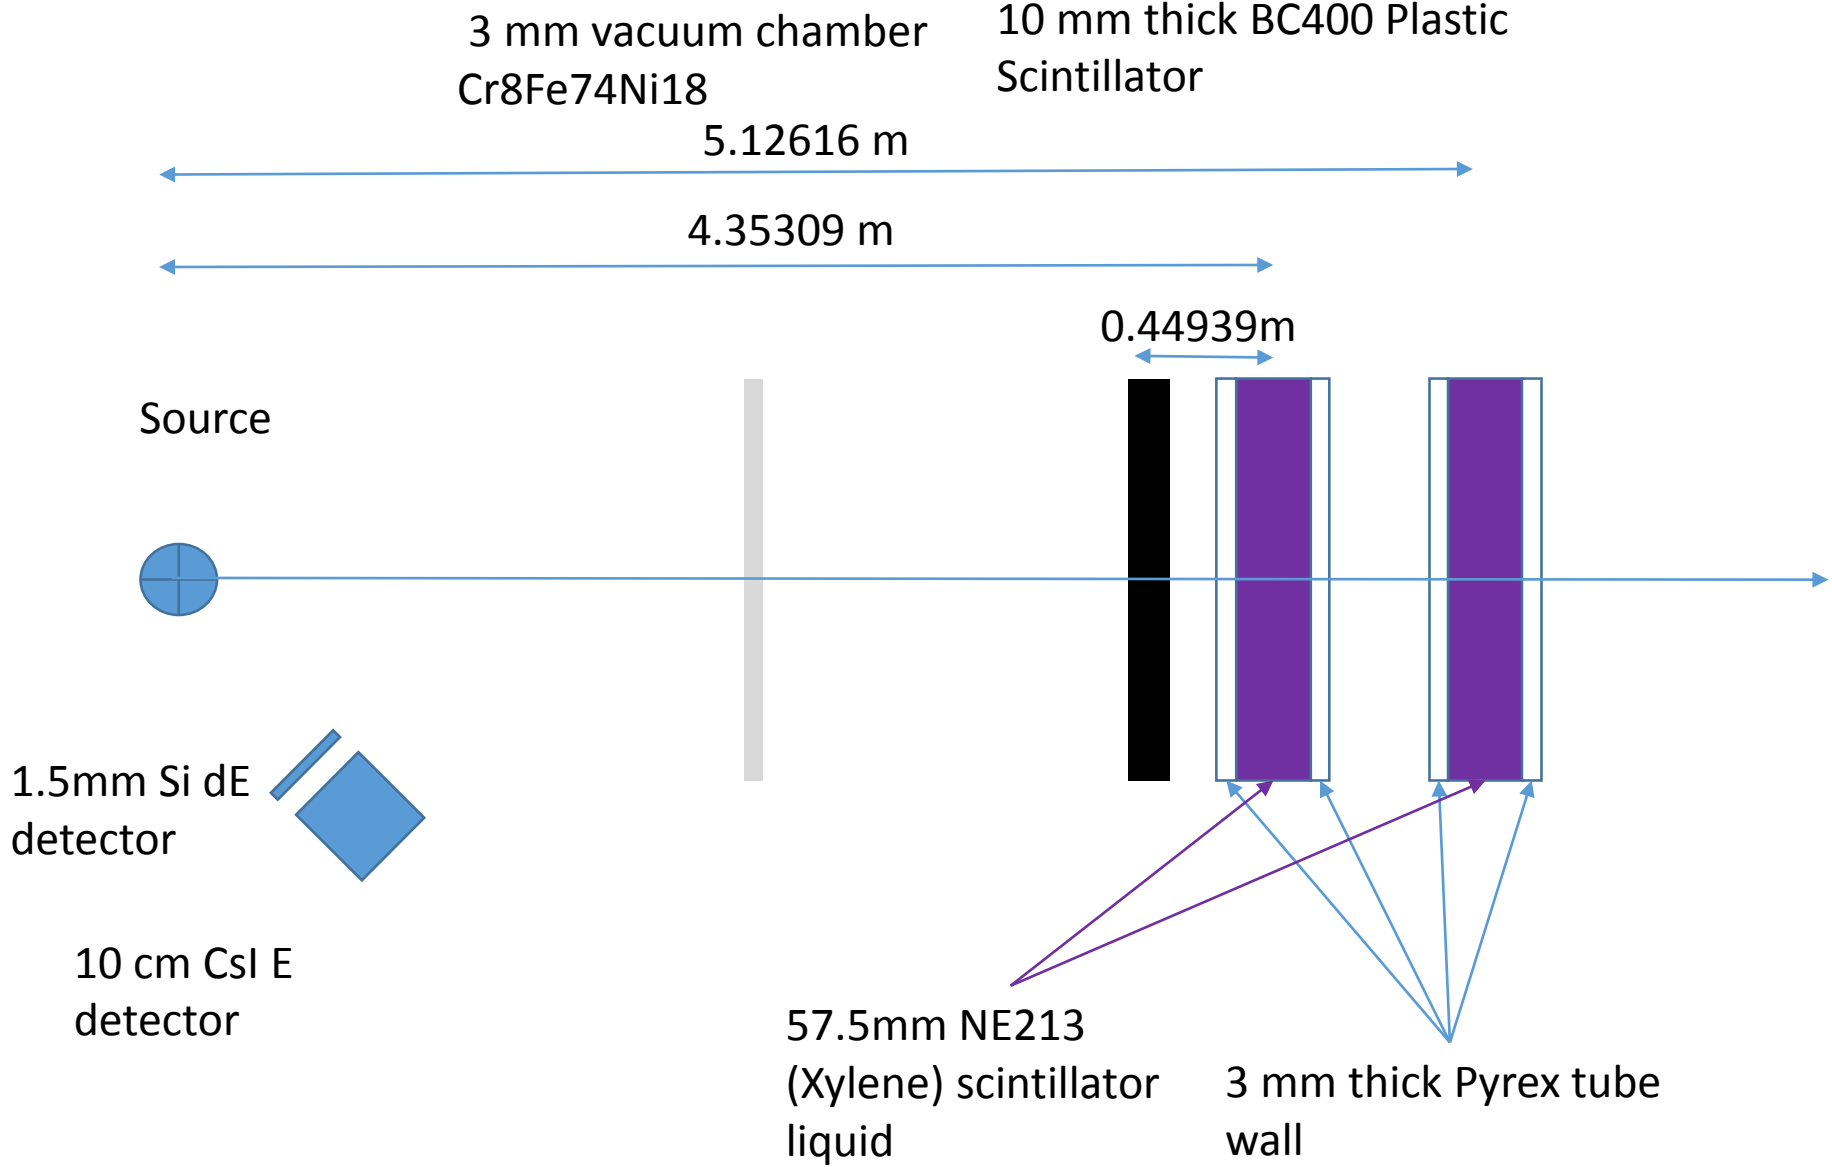 3 mm vacuum chamber
Cr8Fe74Ni18
10 mm thick BC400 Plastic
Scintillator
5.12616 m
4.35309 m
0.44939m
Source
1.5mm Si dE
detector
10 cm CsI E
detector
57.5mm NE213
(Xylene) scintillator
liquid
3 mm thick Pyrex tube
wall